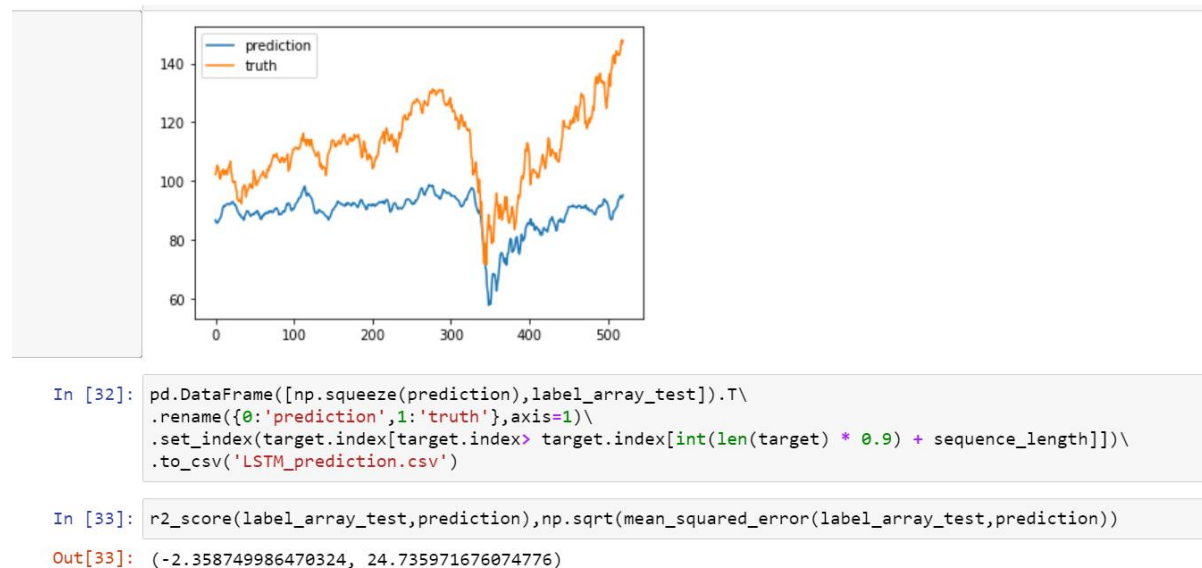 prediction
truth
140
120
100
80
60
0 100 200 300 400 500
In [32]: pd.DataFrame([np.squeeze(prediction),label_array_test]).T\
.rename({0:'prediction',1:'truth'},axis=1)\
.set_index(target.index[target.index> target.index[int(len(target) * 0.9) + sequence_length]])\
.to_csv('LSTM_prediction.csv')
In [33]: r2_score(label_array_test,prediction),np.sqrt(mean_squared_error(label_array_test,prediction))
Out[33]: (-2.358749986470324, 24.735971676074776)